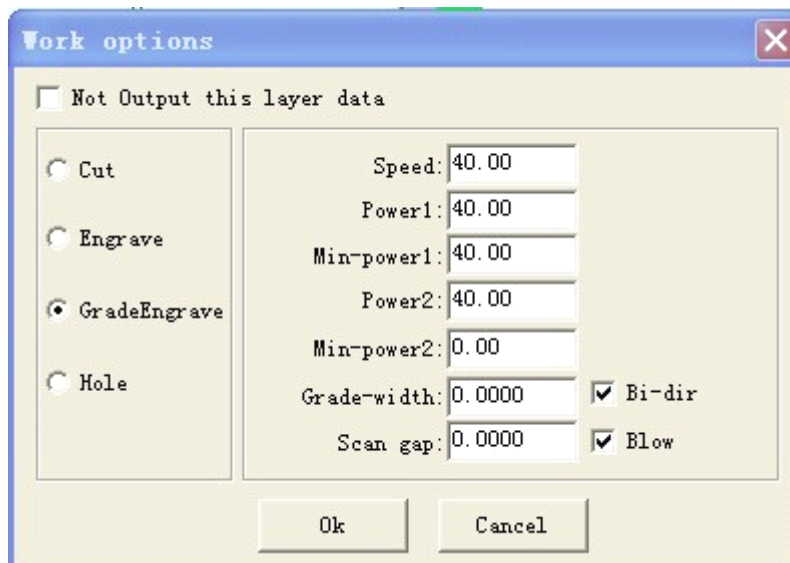 Work options
Not Output this layer data
Cut
Engrave
GradeEngrave
Hole
Speed: 40.00
Power1: 40.00
Min-power1: 40.00
Power2: 40.00
Min-power2: 0.00
Grade-width: 0.0000 Bi-dir
Scan gap: 0.0000 Blow
Ok Cancel